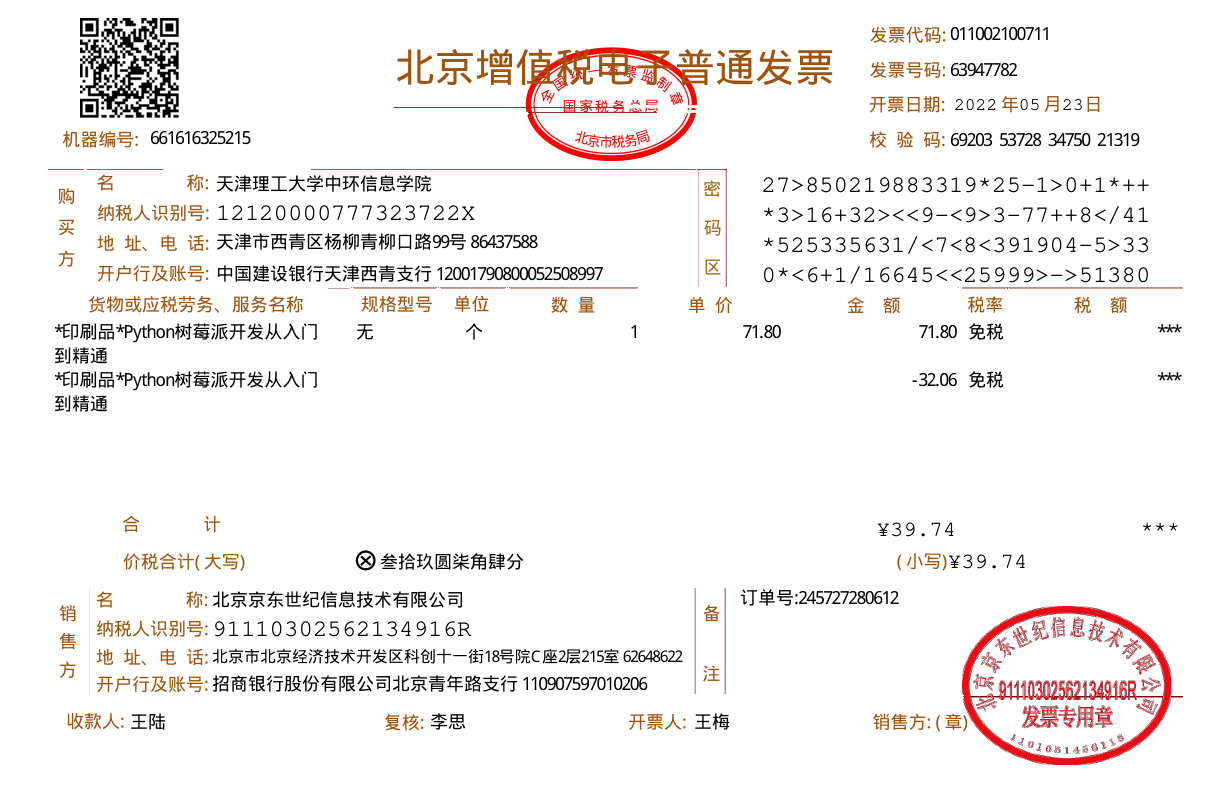 北京增值税电子普通发票
全国统一发票监制章
国家税务总局
北京市税务局
发票代码: 011002100711
发票号码: 63947782
开票日期: 2022 年05 月23日
校 验 码: 69203 53728 34750 21319
机器编号: 661616325215
购买方
名 称: 天津理工大学中环信息学院
纳税人识别号: 12120000777323722X
地 址、电 话: 天津市西青区杨柳青柳口路99号 86437588
开户行及账号: 中国建设银行天津西青支行 12001790800052508997
密码区
27>850219883319*25-1>0+1*++
*3>16+32><<9-<9>3-77++8</41
*525335631/<7<8<391904-5>33
0*<6+1/16645<<25999>->51380
货物或应税劳务、服务名称 规格型号 单位 数 量 单 价 金 额 税率 税 额
*印刷品*Python树莓派开发从入门 无 个 1 71.80 71.80 免税 ***
到精通
*印刷品*Python树莓派开发从入门 -32.06 免税 ***
到精通
合 计 ¥39.74 ***
价税合计( 大写) ⊗ 叁拾玖圆柒角肆分 ( 小写)¥39.74
销售方
名 称: 北京京东世纪信息技术有限公司
纳税人识别号: 91110302562134916R
地 址、电 话: 北京市北京经济技术开发区科创十一街18号院C座2层215室 62648622
开户行及账号: 招商银行股份有限公司北京青年路支行 110907597010206
备注
订单号:245727280612
收款人: 王陆 复核: 李思 开票人: 王梅 销售方: ( 章)
北京京东世纪信息技术有限公司
91110302562134916R
发票专用章